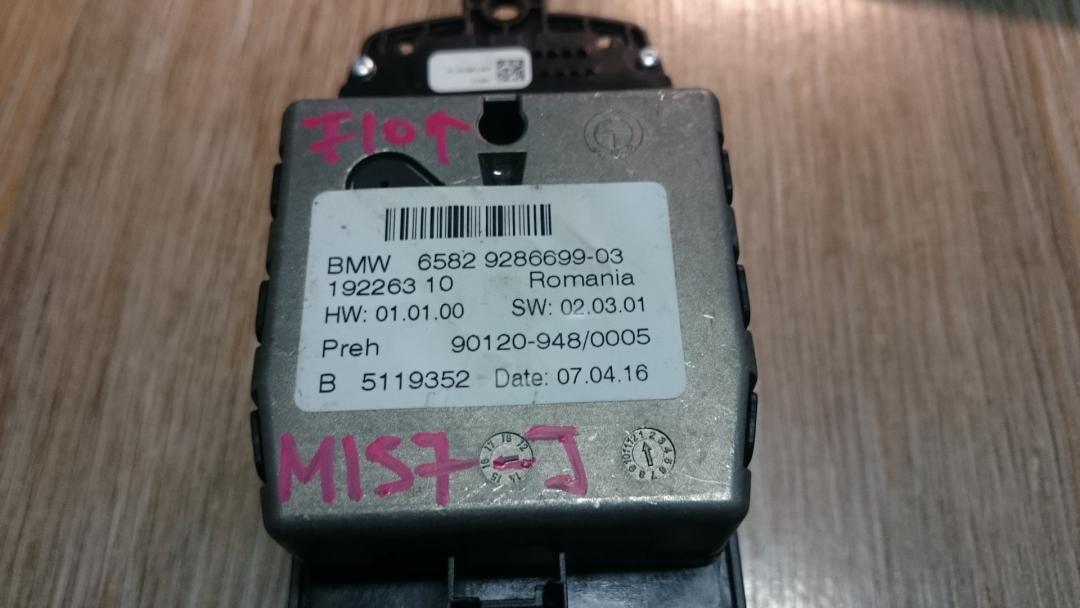 F10↑
BMW 6582 9286699-03
192263 10 Romania
HW: 01.01.00 SW: 02.03.01
Preh 90120-948/0005
B 5119352 Date: 07.04.16
M157-J